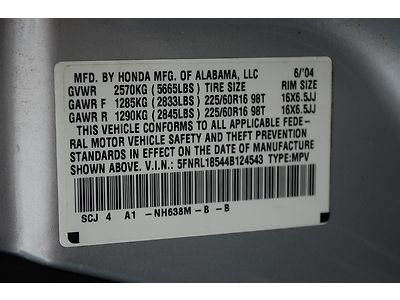 MFD. BY HONDA MFG. OF ALABAMA, LLC 6/'04
GVWR 2570KG (5665LBS) TIRE SIZE RIM SIZE
GAWR F 1285KG (2833LBS) 225/60R16 98T 16X6.5JJ
GAWR R 1290KG (2845LBS) 225/60R16 98T 16X6.5JJ
THIS VEHICLE CONFORMS TO ALL APPLICABLE FEDE-
RAL MOTOR VEHICLE SAFETY AND THEFT PREVENTION
STANDARDS IN EFFECT ON THE DATE OF MANUFACTURE
SHOWN ABOVE. V.I.N.: 5FNRL18544B124543 TYPE:MPV
SCJ 4 A1 -NH638M -B -B